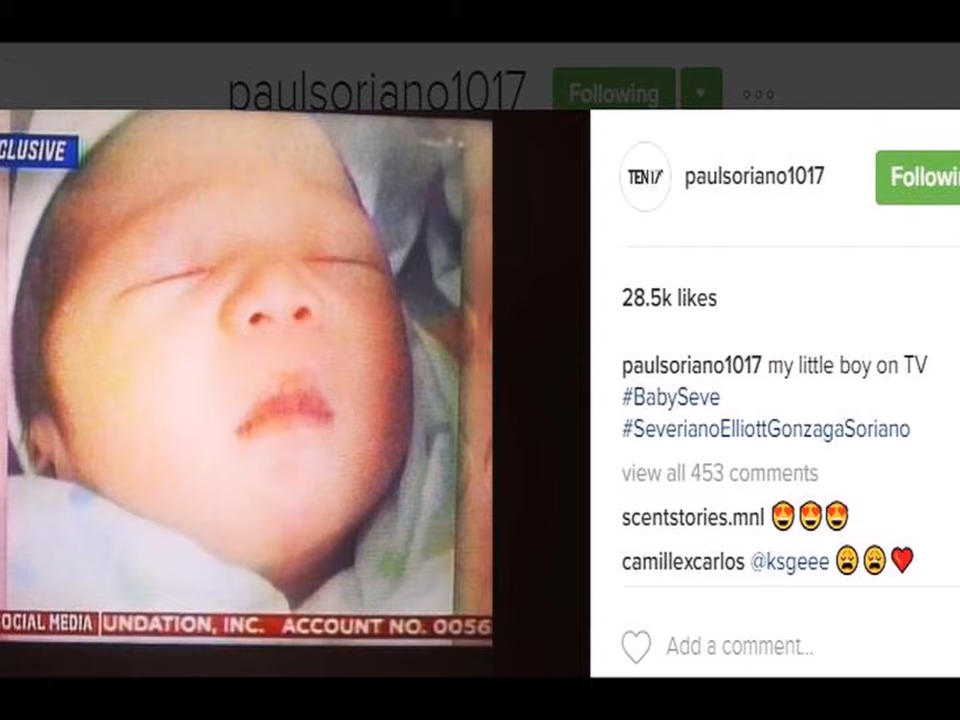 paulsoriano1017 Following
CLUSIVE
OCIAL MEDIA UNDATION, INC. ACCOUNT NO. 0056
TEN17
paulsoriano1017
Followin
28.5k likes
paulsoriano1017 my little boy on TV
#BabySeve
#SeverianoElliottGonzagaSoriano
view all 453 comments
scentstories.mnl 😍😍😍
camillexcarlos @ksgeee 😩😩❤️
Add a comment...